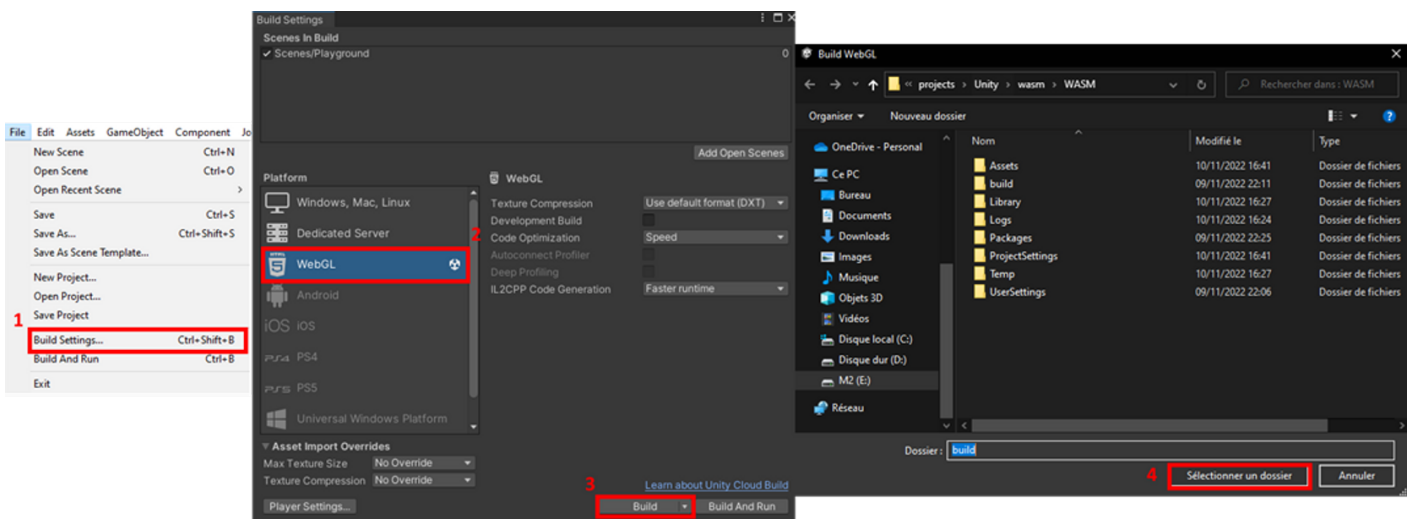 File Edit Assets GameObject Component Jo
New Scene Ctrl+N
Open Scene Ctrl+O
Open Recent Scene >
Save Ctrl+S
Save As... Ctrl+Shift+S
Save As Scene Template...
New Project...
Open Project...
Save Project
1
Build Settings... Ctrl+Shift+B
Build And Run Ctrl+B
Exit
Build Settings
Scenes In Build
Scenes/Playground 0
Add Open Scenes
Platform
Windows, Mac, Linux
Dedicated Server
2
HTML 5 WebGL
Android
iOS iOS
PS4 PS4
PS5 PS5
Universal Windows Platform
WebGL
Texture Compression Use default format (DXT)
Development Build
Code Optimization Speed
Autoconnect Profiler
Deep Profiling
IL2CPP Code Generation Faster runtime
Asset Import Overrides
Max Texture Size No Override
Texture Compression No Override
3
Learn about Unity Cloud Build
Player Settings... Build Build And Run
Build WebGL
« projects > Unity > wasm > WASM Rechercher dans : WASM
Organiser Nouveau dossier
OneDrive - Personal
Ce PC
Bureau
Documents
Downloads
Images
Musique
Objets 3D
Vidéos
Disque local (C:)
Disque dur (D:)
M2 (E:)
Réseau
Nom Modifié le Type
Assets 10/11/2022 16:41 Dossier de fichiers
build 09/11/2022 22:11 Dossier de fichiers
Library 10/11/2022 16:27 Dossier de fichiers
Logs 10/11/2022 16:24 Dossier de fichiers
Packages 09/11/2022 22:25 Dossier de fichiers
ProjectSettings 10/11/2022 16:41 Dossier de fichiers
Temp 10/11/2022 16:27 Dossier de fichiers
UserSettings 09/11/2022 22:06 Dossier de fichiers
Dossier : build
4
Sélectionner un dossier Annuler